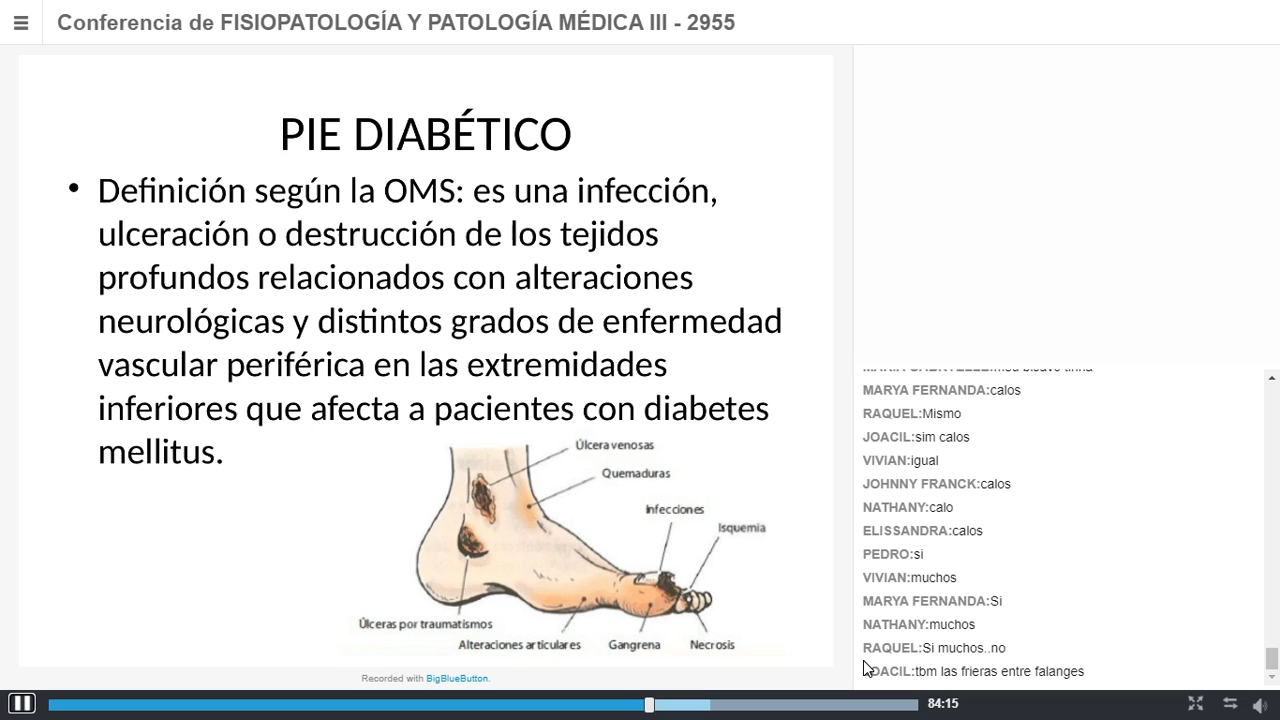 Conferencia de FISIOPATOLOGÍA Y PATOLOGÍA MÉDICA III - 2955
PIE DIABÉTICO
• Definición según la OMS: es una infección,
ulceración o destrucción de los tejidos
profundos relacionados con alteraciones
neurológicas y distintos grados de enfermedad
vascular periférica en las extremidades
inferiores que afecta a pacientes con diabetes
mellitus.
Úlcera venosas
Quemaduras
Infecciones
Isquemia
Úlceras por traumatismos
Alteraciones articulares
Gangrena
Necrosis
Recorded with BigBlueButton.
MARYA FERNANDA:calos
RAQUEL:Mismo
JOACIL:sim calos
VIVIAN:igual
JOHNNY FRANCK:calos
NATHANY:calo
ELISSANDRA:calos
PEDRO:si
VIVIAN:muchos
MARYA FERNANDA:Si
NATHANY:muchos
RAQUEL:Si muchos..no
JOACIL:tbm las frieras entre falanges
84:15